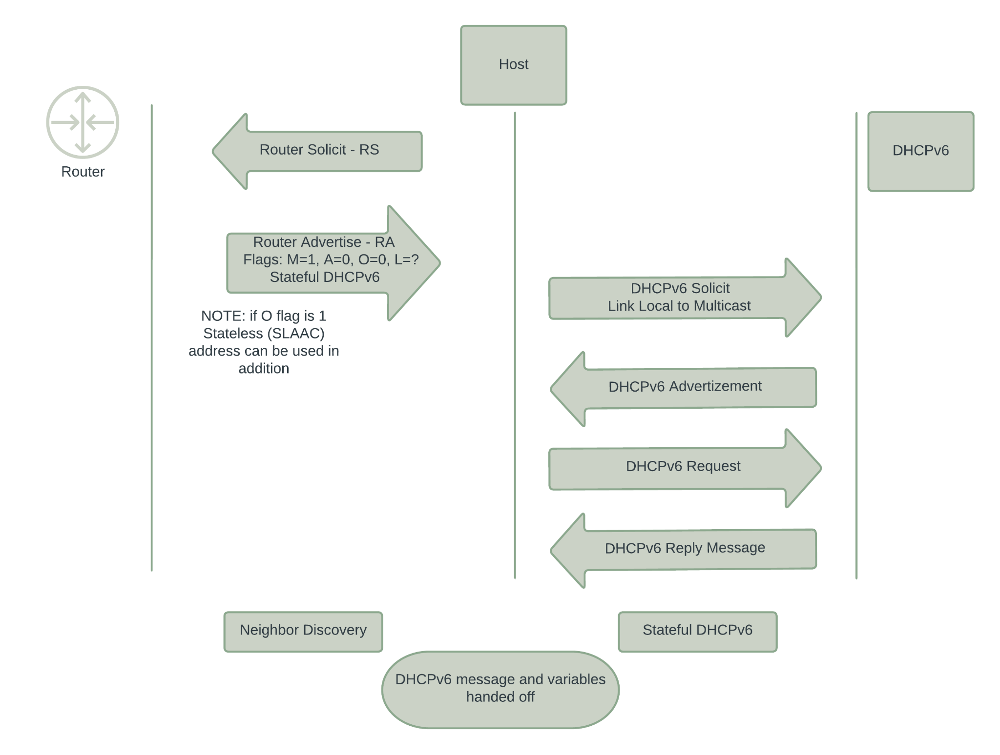 Host
Router
Router Solicit - RS
DHCPv6
Router Advertise - RA
Flags: M=1, A=0, O=0, L=?
Stateful DHCPv6
NOTE: if O flag is 1
Stateless (SLAAC)
address can be used in
addition
DHCPv6 Solicit
Link Local to Multicast
DHCPv6 Advertizement
DHCPv6 Request
DHCPv6 Reply Message
Neighbor Discovery
Stateful DHCPv6
DHCPv6 message and variables
handed off